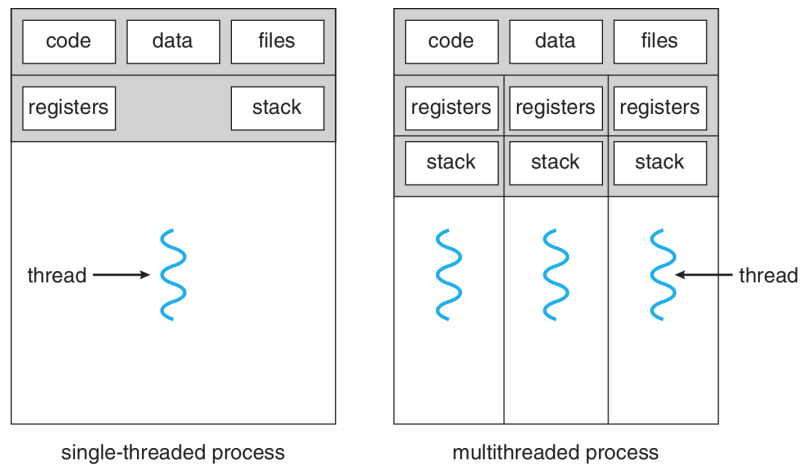 code data files code data files
registers stack registers registers registers
stack stack stack
thread thread
single-threaded process multithreaded process